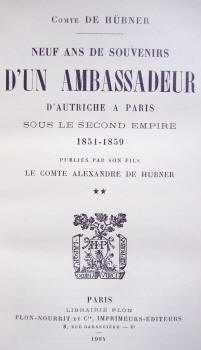 COMTE DE HÜBNER
NEUF ANS DE SOUVENIRS
D'UN AMBASSADEUR
D'AUTRICHE A PARIS
SOUS LE SECOND EMPIRE
1851-1859
PUBLIÉS PAR SON FILS
LE COMTE ALEXANDRE DE HÜBNER
**
PARIS
LIBRAIRIE PLON
PLON-NOURRIT ET Cie, IMPRIMEURS-ÉDITEURS
8, RUE GARANCIÈRE — 6e
1904